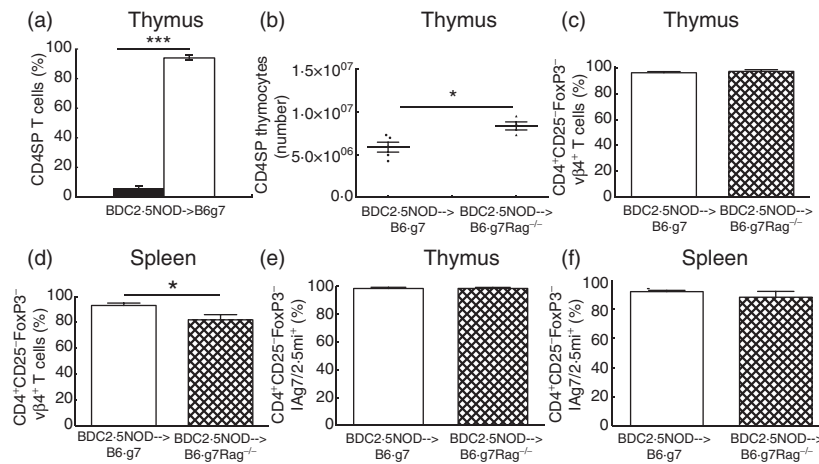 (a) Thymus
***
CD4SP T cells (%)
100
80
60
40
20
0
BDC2·5NOD->B6g7
(b) Thymus
*
CD4SP thymocytes
(number)
1·5×10⁰⁷
1·0×10⁰⁷
5·0×10⁰⁶
0·0
BDC2·5NOD-->
B6·g7
BDC2·5NOD-->
B6·g7Rag⁻/⁻
(c) Thymus
CD4⁺CD25⁻FoxP3⁻
vβ4⁺ T cells (%)
100
80
60
40
20
0
BDC2·5NOD-->
B6·g7
BDC2·5NOD-->
B6·g7Rag⁻/⁻
(d) Spleen
*
CD4⁺CD25⁻FoxP3⁻
vβ4⁺ T cells (%)
100
80
60
40
20
0
BDC2·5NOD-->
B6·g7
BDC2·5NOD-->
B6·g7Rag⁻/⁻
(e) Thymus
CD4⁺CD25⁻FoxP3⁻
IAg7/2·5mi⁺ (%)
100
80
60
40
20
0
BDC2·5NOD-->
B6·g7
BDC2·5NOD-->
B6·g7Rag⁻/⁻
(f) Spleen
CD4⁺CD25⁻FoxP3⁻
IAg7/2·5mi⁺ (%)
100
80
60
40
20
0
BDC2·5NOD-->
B6·g7
BDC2·5NOD-->
B6·g7Rag⁻/⁻